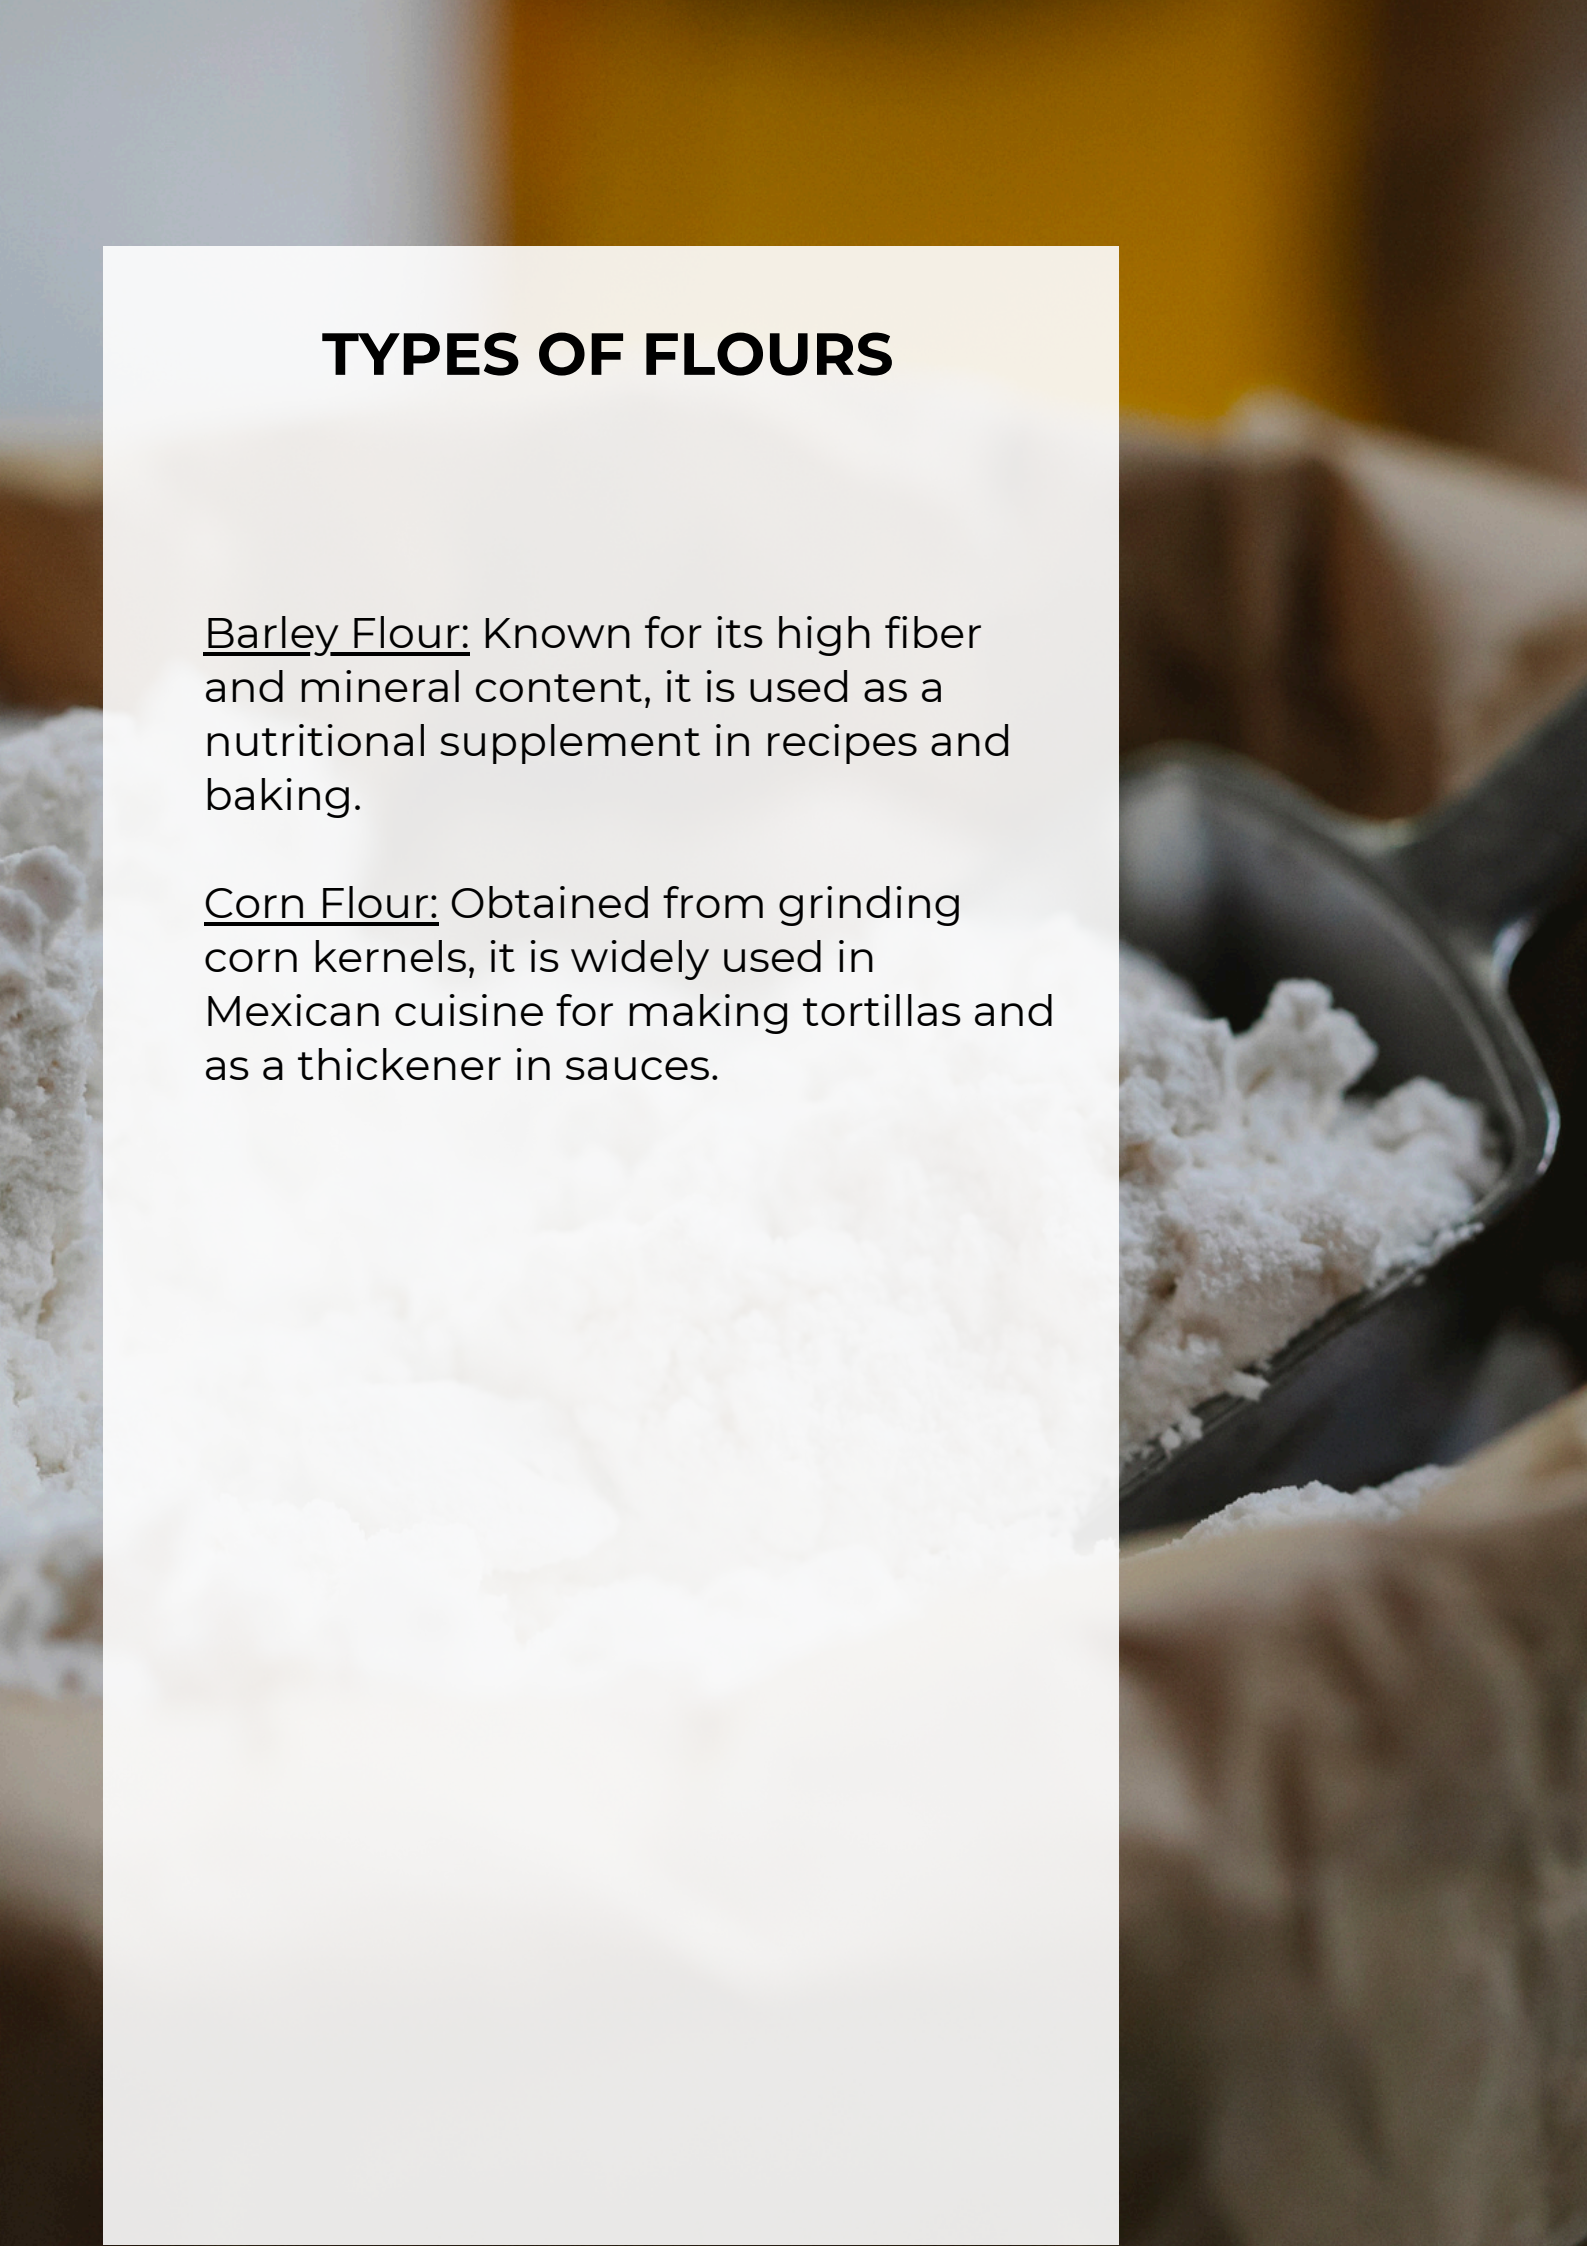 TYPES OF FLOURS
Barley Flour: Known for its high fiber
and mineral content, it is used as a
nutritional supplement in recipes and
baking.
Corn Flour: Obtained from grinding
corn kernels, it is widely used in
Mexican cuisine for making tortillas and
as a thickener in sauces.